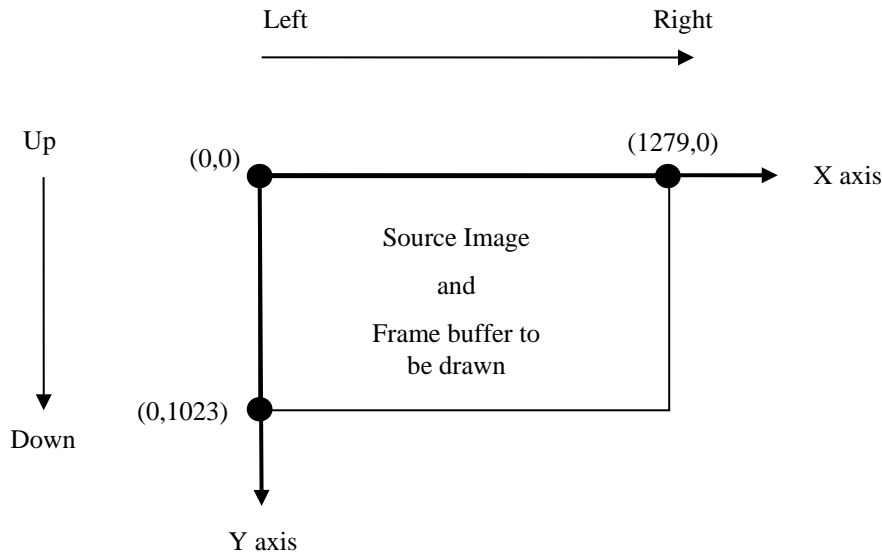 Left
Right
Up
(0,0)
(1279,0)
X axis
Source Image
and
Frame buffer to
be drawn
(0,1023)
Down
Y axis